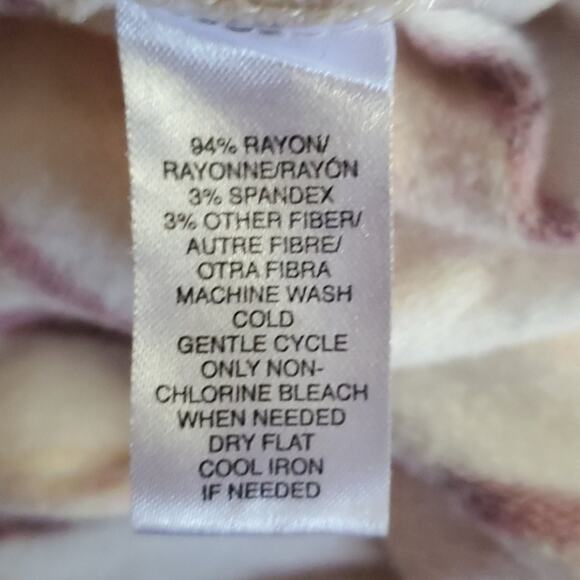 94% RAYON/
RAYONNE/RAYÓN
3% SPANDEX
3% OTHER FIBER/
AUTRE FIBRE/
OTRA FIBRA
MACHINE WASH
COLD
GENTLE CYCLE
ONLY NON-
CHLORINE BLEACH
WHEN NEEDED
DRY FLAT
COOL IRON
IF NEEDED